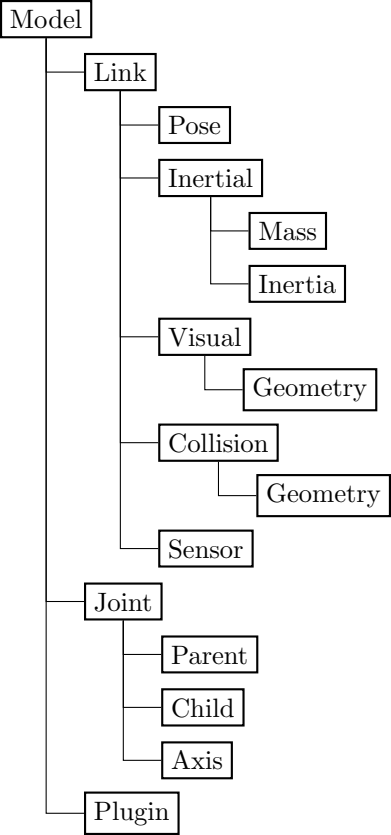 Model
Link
Pose
Inertial
Mass
Inertia
Visual
Geometry
Collision
Geometry
Sensor
Joint
Parent
Child
Axis
Plugin